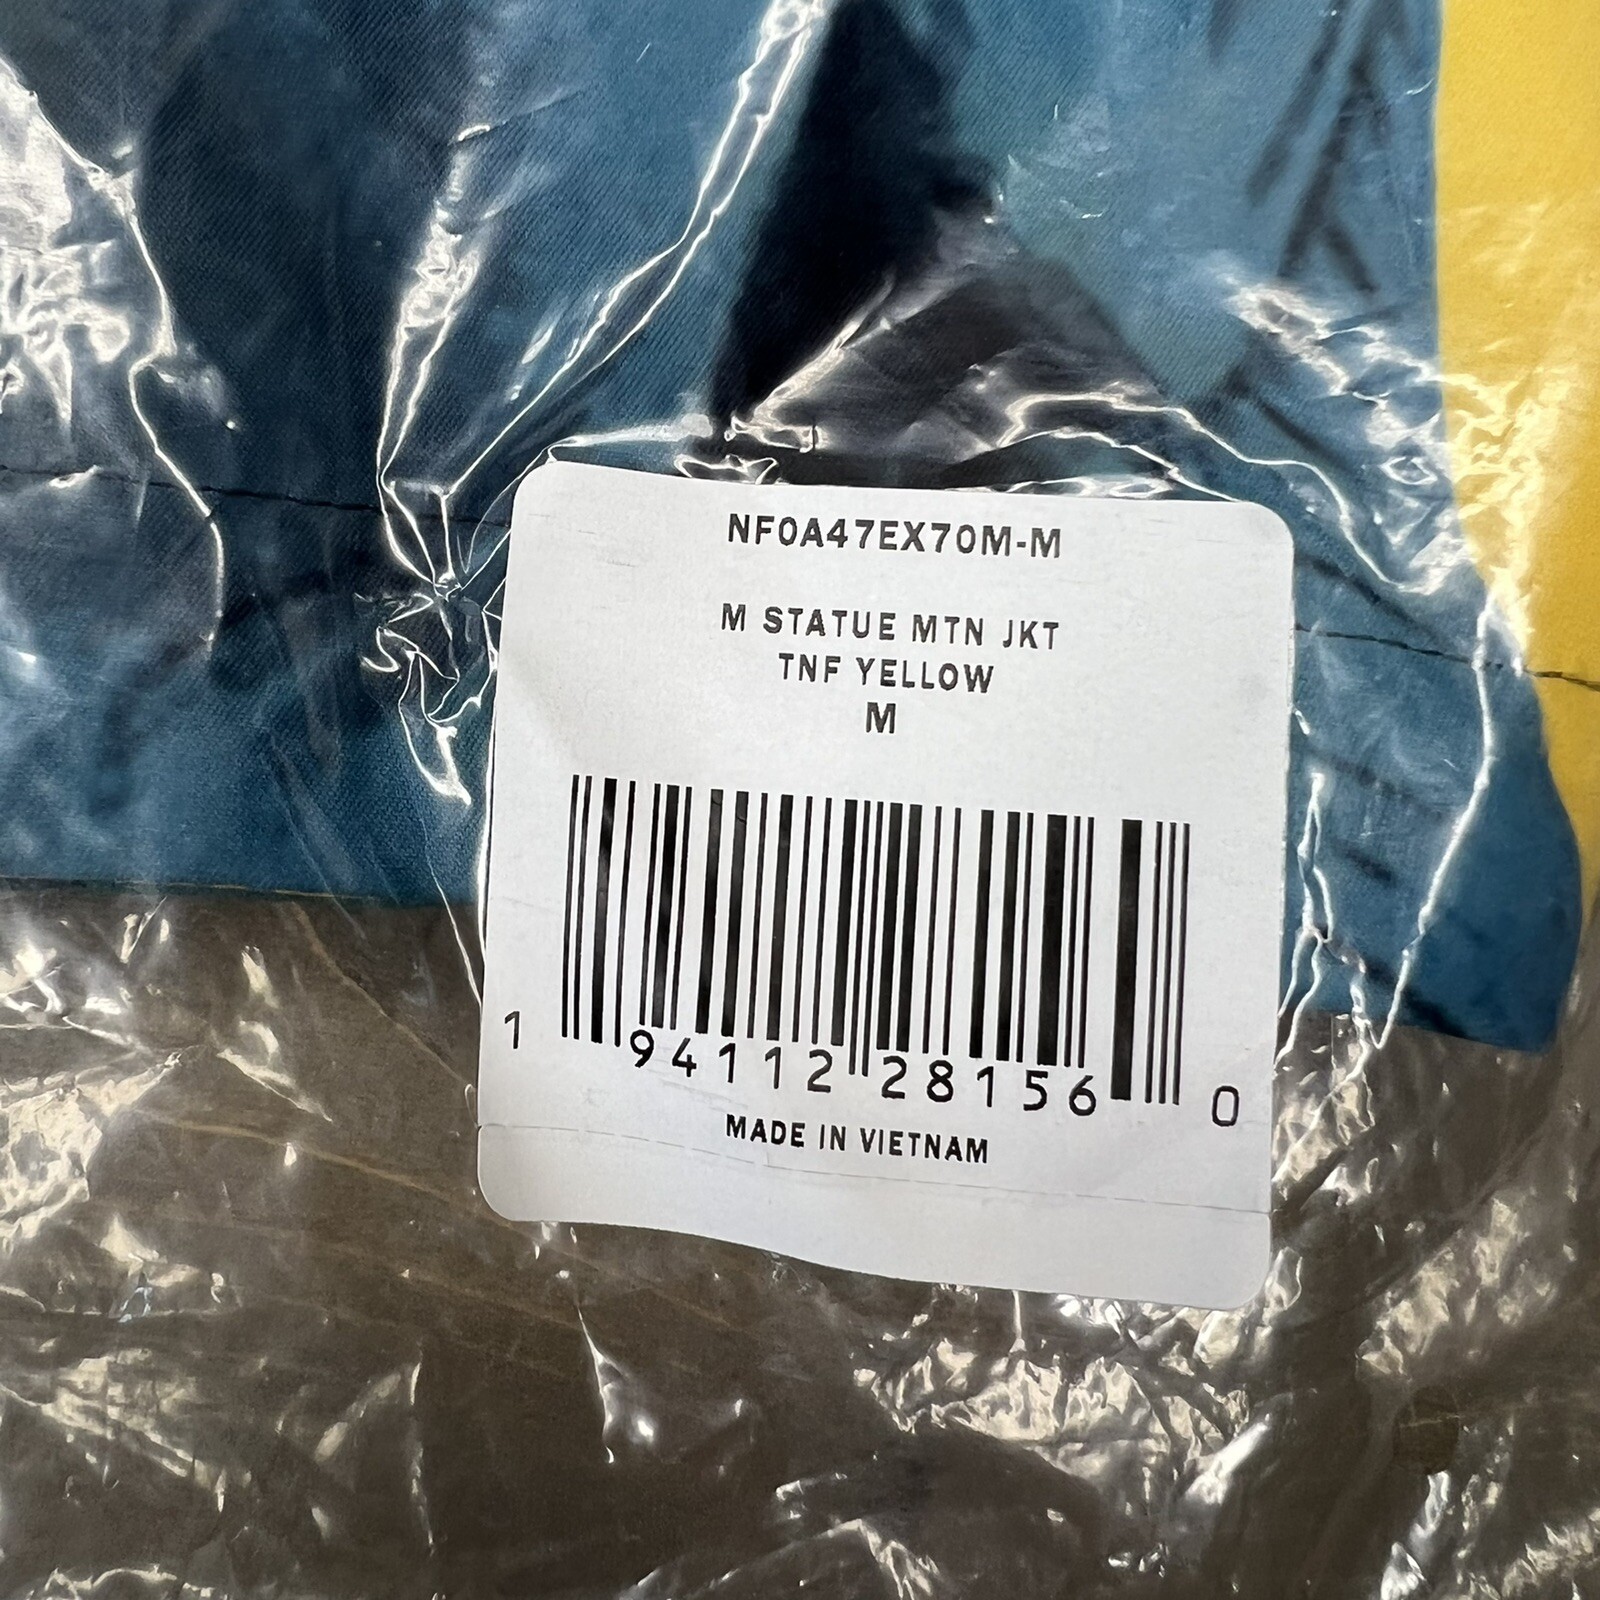 NF0A47EX70M-M
M STATUE MTN JKT
TNF YELLOW
M
1 94112 28156 0
MADE IN VIETNAM